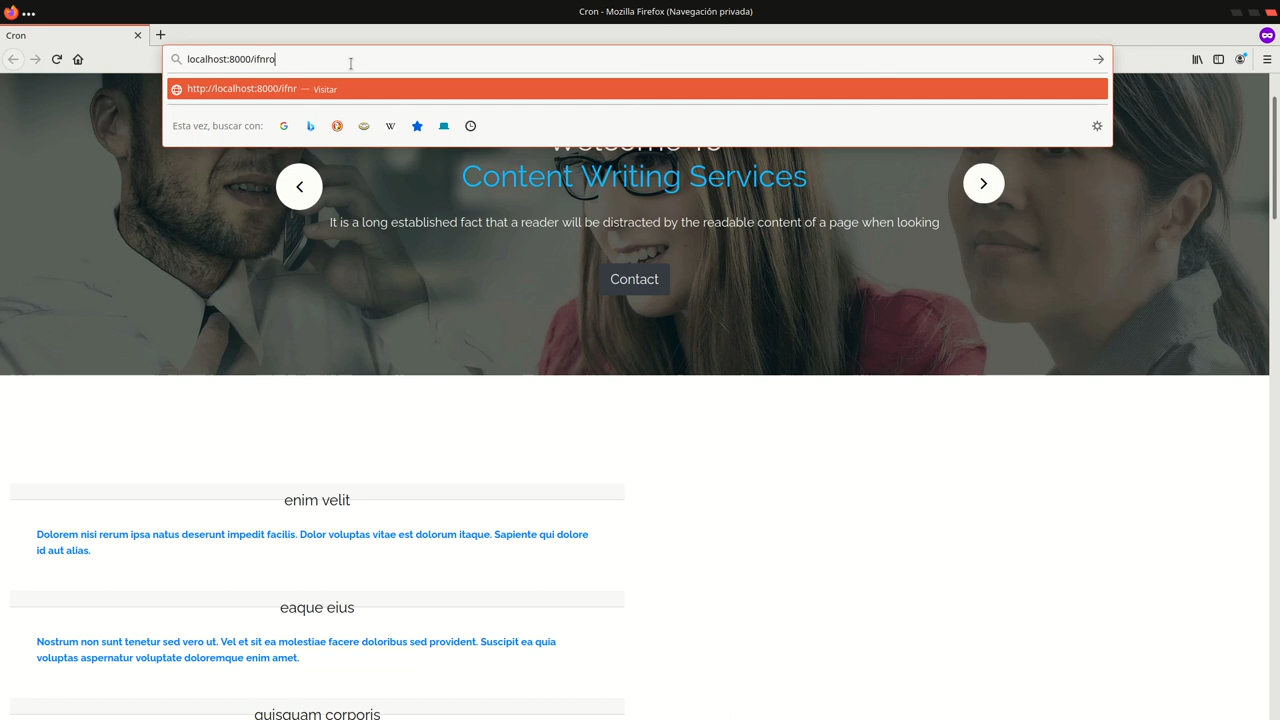 Cron - Mozilla Firefox (Navegación privada)
Cron
localhost:8000/ifnro
http://localhost:8000/ifnr — Visitar
Esta vez, buscar con:
Welcome To
Content Writing Services
It is a long established fact that a reader will be distracted by the readable content of a page when looking
Contact
enim velit
Dolorem nisi rerum ipsa natus deserunt impedit facilis. Dolor voluptas vitae est dolorum itaque. Sapiente qui dolore
id aut alias.
eaque eius
Nostrum non sunt tenetur sed vero ut. Vel et sit ea molestiae facere doloribus sed provident. Suscipit ea quia
voluptas aspernatur voluptate doloremque enim amet.
quisquam corporis